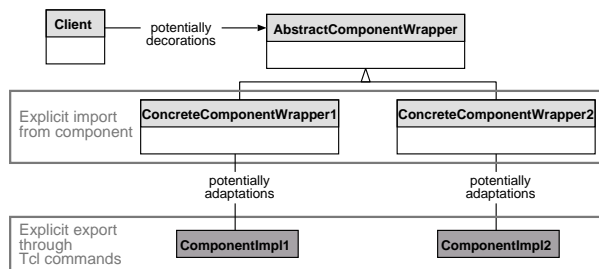 Client
potentially
decorations
AbstractComponentWrapper
Explicit import
from component
ConcreteComponentWrapper1
ConcreteComponentWrapper2
potentially
adaptations
potentially
adaptations
Explicit export
through
Tcl commands
ComponentImpl1
ComponentImpl2